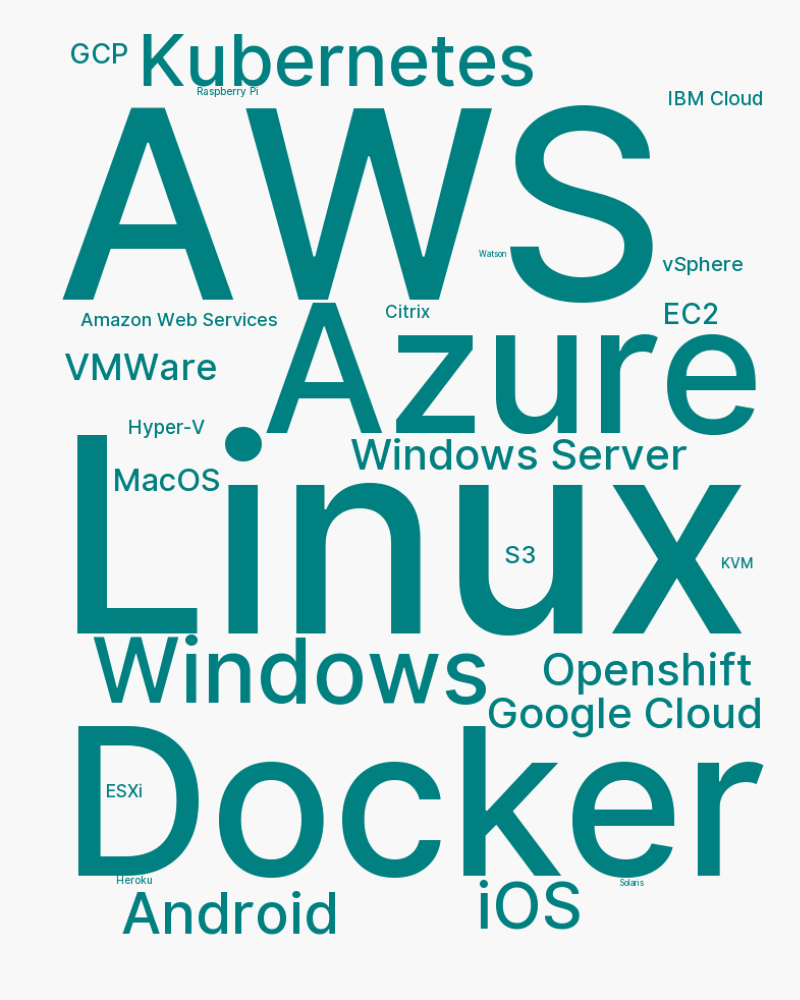 GCP
Kubernetes
Raspberry Pi
IBM Cloud
AWS
Watson
vSphere
Amazon Web Services
Citrix
EC2
Azure
VMWare
Hyper-V
Windows Server
Linux
MacOS
S3
KVM
Windows
Openshift
Google Cloud
Docker
ESXi
Heroku
Solaris
Android
iOS